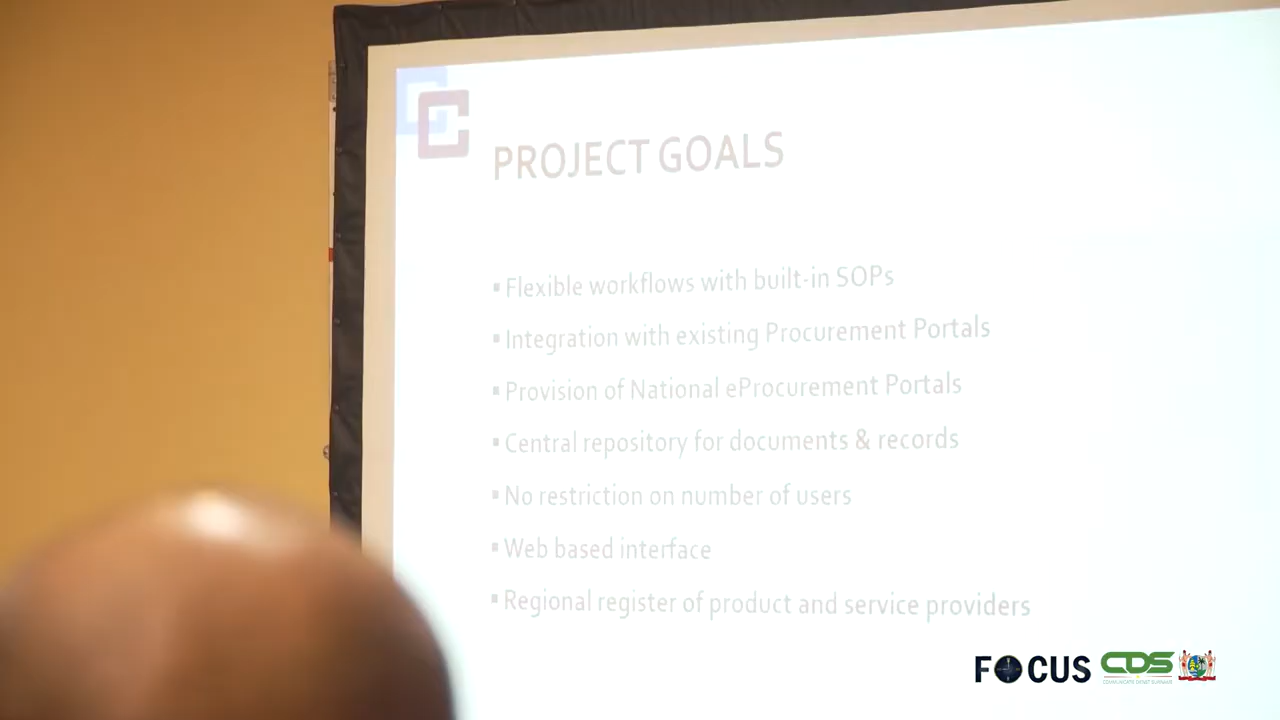 PROJECT GOALS
▪ Flexible workflows with built-in SOPs
▪ Integration with existing Procurement Portals
▪ Provision of National eProcurement Portals
▪ Central repository for documents & records
▪ No restriction on number of users
▪ Web based interface
▪ Regional register of product and service providers
FOCUS
CDS